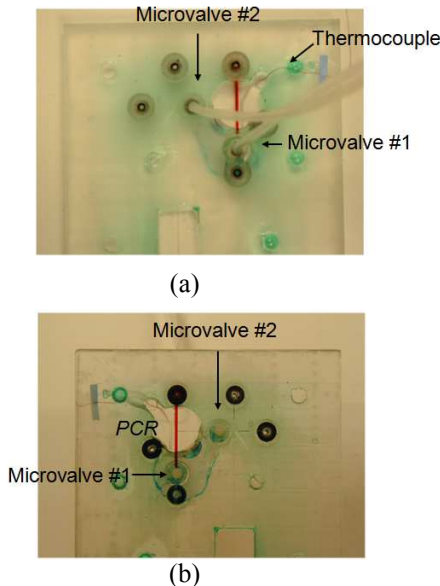 Microvalve #2
Thermocouple
Microvalve #1
(a)
Microvalve #2
PCR
Microvalve #1
(b)